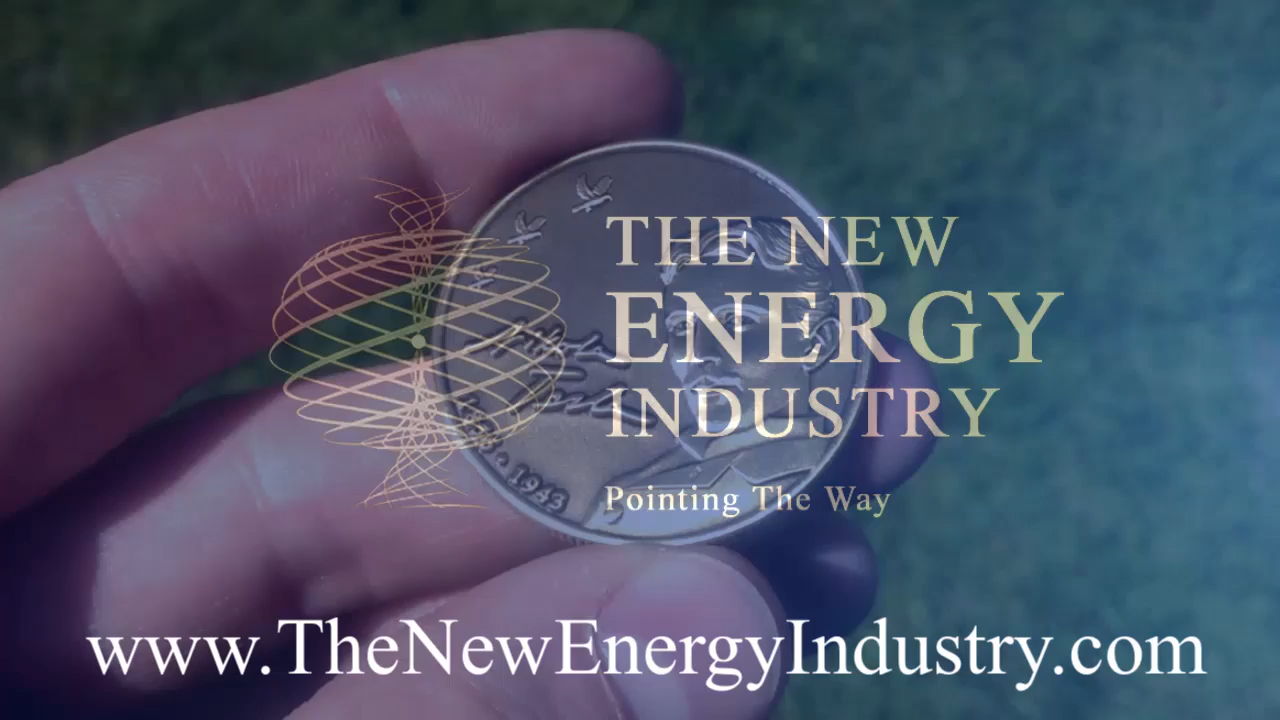 THE NEW
ENERGY
INDUSTRY
Pointing The Way
1943
www.TheNewEnergyIndustry.com